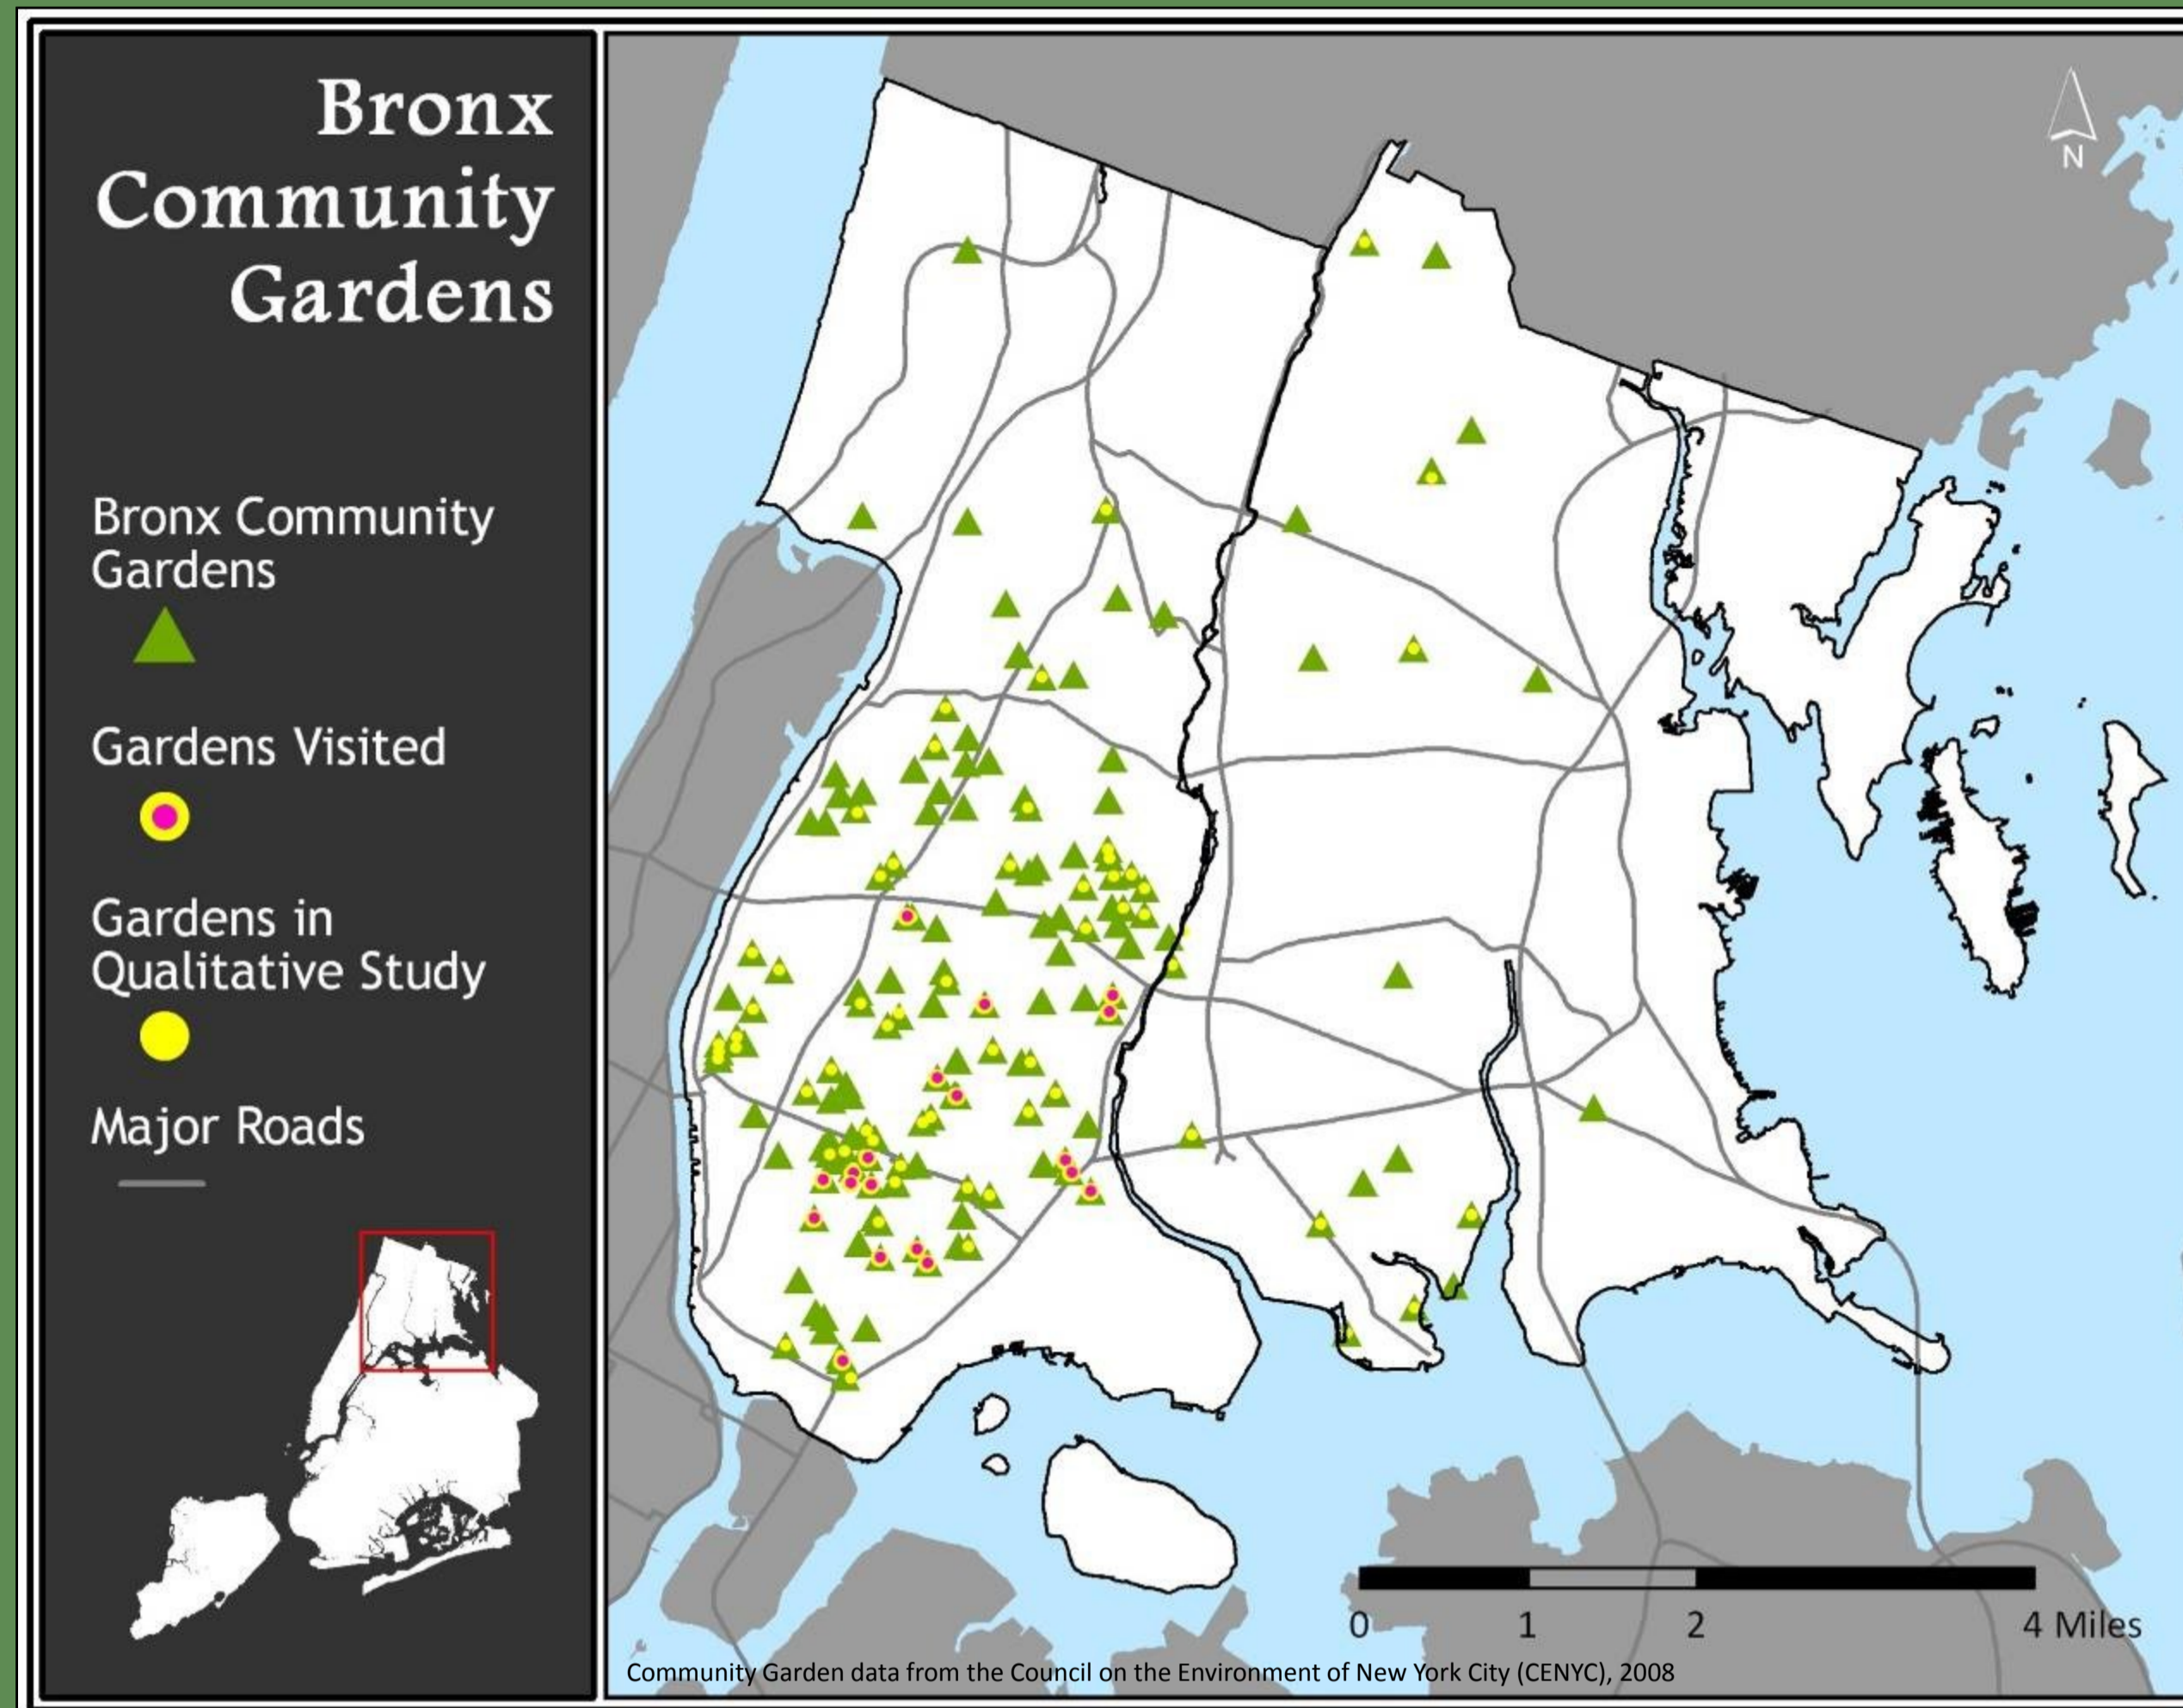 Bronx
Community
Gardens
Bronx Community
Gardens
Gardens Visited
Gardens in
Qualitative Study
Major Roads
N
0 1 2 4 Miles
Community Garden data from the Council on the Environment of New York City (CENYC), 2008